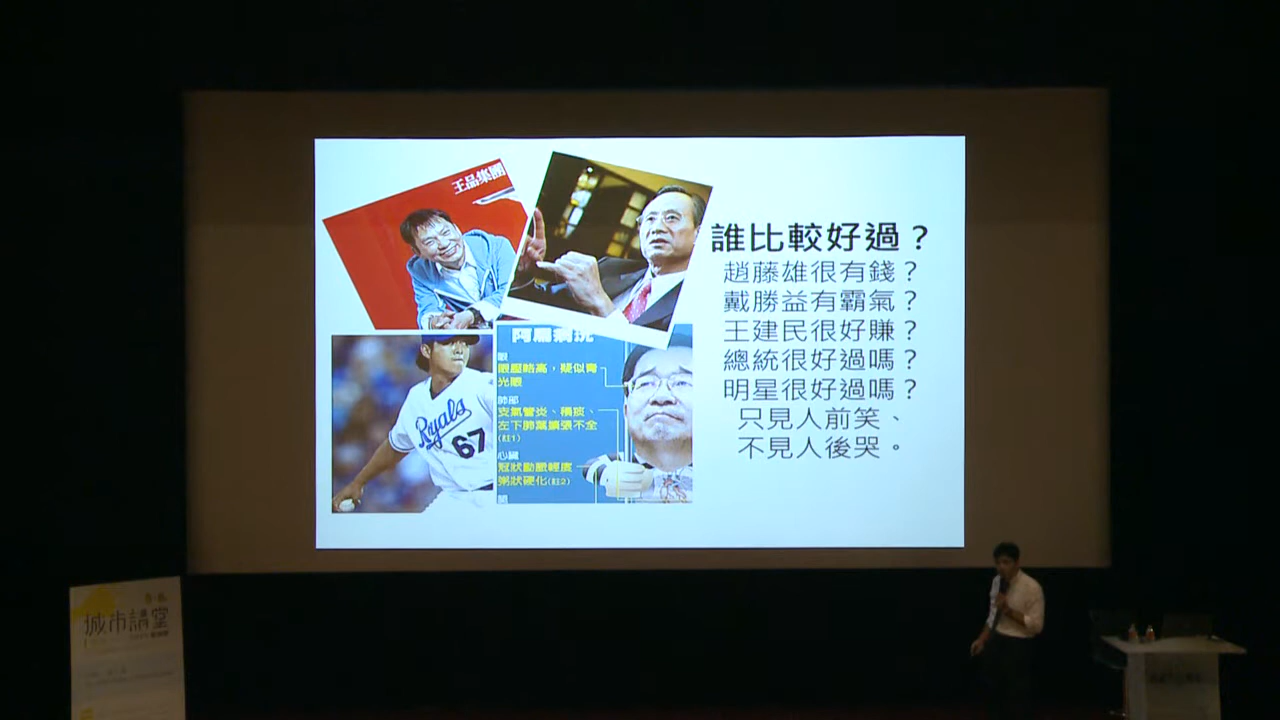 王品集團
誰比較好過？
趙藤雄很有錢？
戴勝益有霸氣？
王建民很好賺？
總統很好過嗎？
明星很好過嗎？
只見人前笑、
不見人後哭。
Royals
67
阿扁病況
眼
眼壓略高，疑似青
光眼
肺部
支氣管炎、積痰、
左下肺葉擴張不全
(註1)
心臟
冠狀動脈輕度
粥狀硬化(註2)
城市講堂